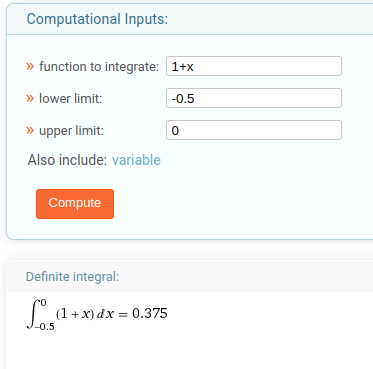 Computational Inputs:
» function to integrate: 1+x
» lower limit: -0.5
» upper limit: 0
Also include: variable
Compute
Definite integral:
∫_{-0.5}^{0} (1 + x) dx = 0.375